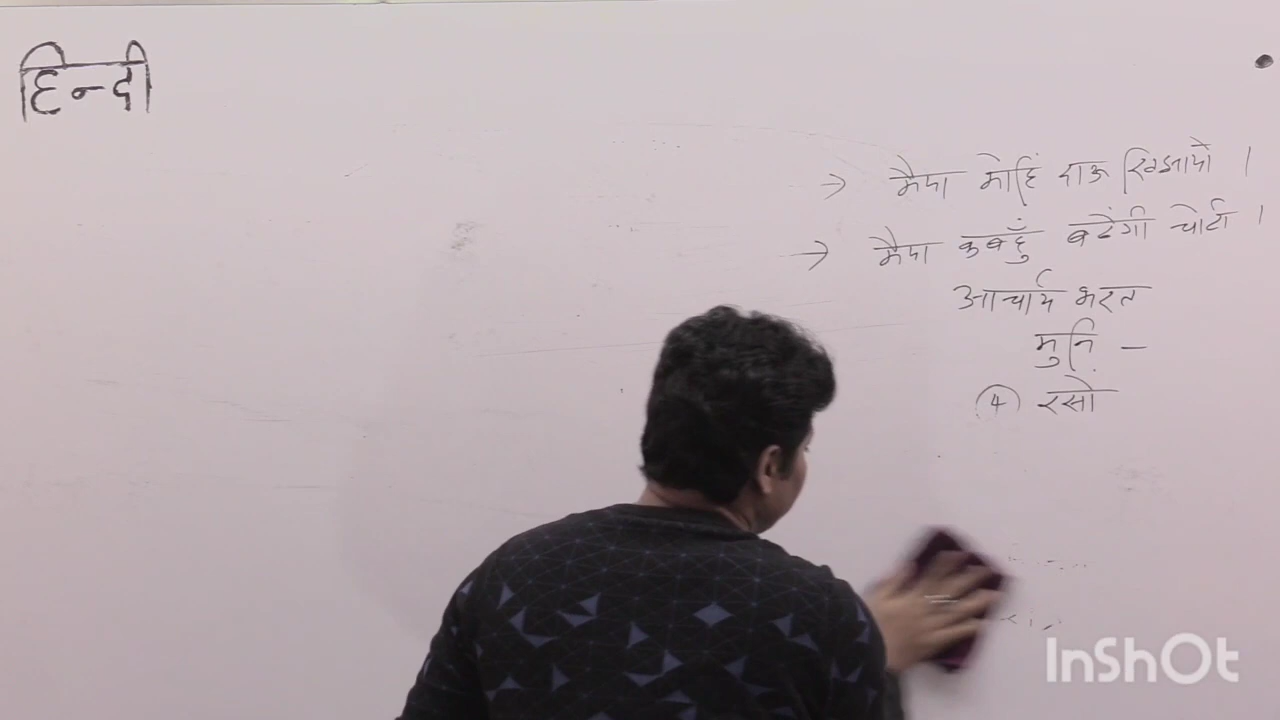 हिन्दी
→ मैया मोहिं दाऊ खिझायो ।
→ मैया कबहुँ बढेंगी चोटी ।
आचार्य भरत
मुनि –
④ रसो
InShOt